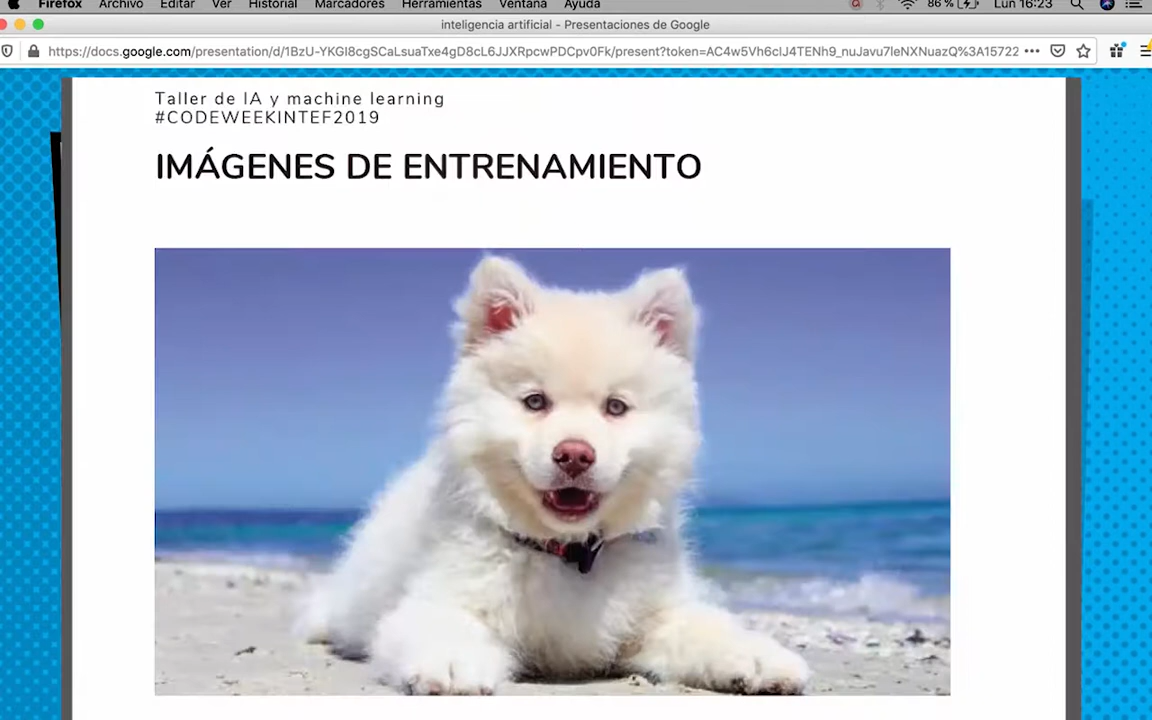 Firefox Archivo Editar Ver Historial Marcadores Herramientas Ventana Ayuda 86 % Lun 16:23
inteligencia artificial - Presentaciones de Google
https://docs.google.com/presentation/d/1BzU-YKGI8cgSCaLsuaTxe4gD8cL6JJXRpcwPDCpv0Fk/present?token=AC4w5Vh6clJ4TENh9_nuJavu7leNXNuazQ%3A15722
Taller de IA y machine learning
#CODEWEEKINTEF2019
IMÁGENES DE ENTRENAMIENTO